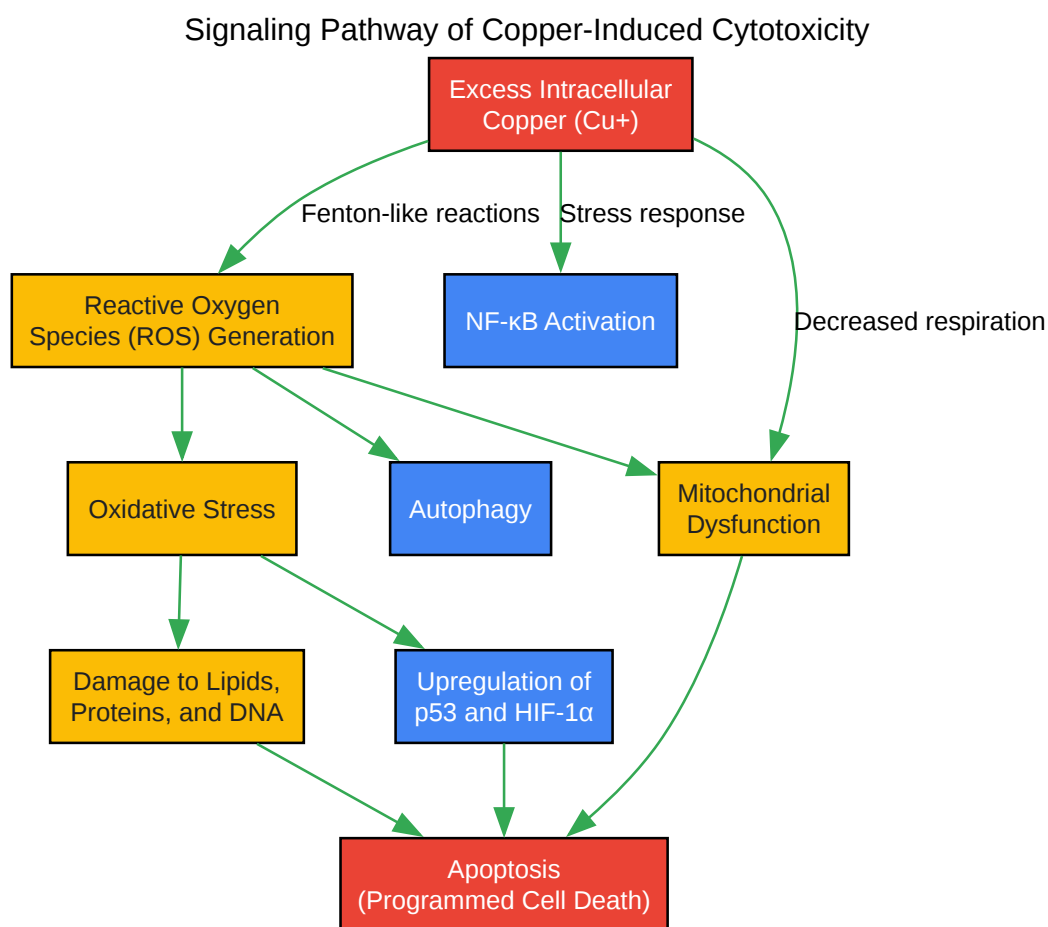 Signaling Pathway of Copper-Induced Cytotoxicity
Excess Intracellular
Copper (Cu+)
Fenton-like reactions
Stress response
Reactive Oxygen
Species (ROS) Generation
NF-κB Activation
Decreased respiration
Oxidative Stress
Autophagy
Mitochondrial
Dysfunction
Damage to Lipids,
Proteins, and DNA
Upregulation of
p53 and HIF-1α
Apoptosis
(Programmed Cell Death)